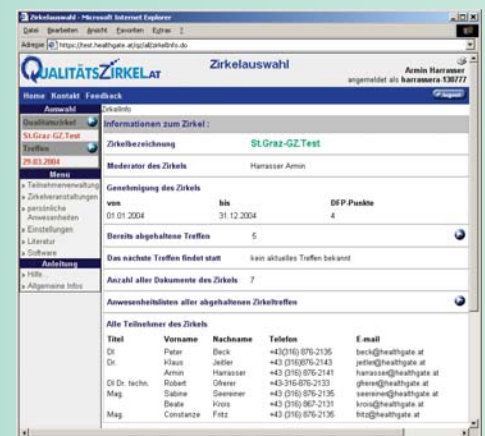 Zirkelauswahl - Microsoft Internet Explorer
Datei Bearbeiten Ansicht Favoriten Extras ?
Adresse https://test.healthgate.at/qz/all/zirkelInfo.do
QUALITÄTSZIRKEL.AT
Zirkelauswahl
Armin Harrasser
angemeldet als harrassera-130777
Home Kontakt Feedback
logout
Auswahl
Qualitätszirkel
St.Graz-GZ.Test
Treffen
29.03.2004
Menü
» Teilnehmerverwaltung
» Zirkelveranstaltungen
» persönliche
Anwesenheiten
» Einstellungen
» Literatur
» Software
Anleitung
» Hilfe...
» Allgemeine Infos
ZirkelInfo
Informationen zum Zirkel :
Zirkelbezeichnung St.Graz-GZ.Test
Moderator des Zirkels Harrasser Armin
Genehmigung des Zirkels
von bis DFP-Punkte
01.01.2004 31.12.2004 4
Bereits abgehaltene Treffen 5
Das nächste Treffen findet statt kein aktuelles Treffen bekannt
Anzahl aller Dokumente des Zirkels 7
Anwesenheitslisten aller abgehaltenen Zirkeltreffen
Alle Teilnehmer des Zirkels
Titel Vorname Nachname Telefon E-mail
DI Peter Beck +43(316) 876-2135 beck@healthgate.at
Dr. Klaus Jeitler +43 (316)876-2143 jeitler@healthgate.at
Armin Harrasser +43 (316) 876-2141 harrasser@healthgate.at
DI Dr. techn. Robert Gfrerer +43-316-876-2133 gfrerer@healthgate.at
Mag. Sabine Seereiner +43 (316) 876-2135 seereiner@healthgate.at
Beate Krois +43 (316) 867-2131 krois@healthgate.at
Mag. Constanze Fritz +43 (316) 876-2135 fritz@healthgate.at